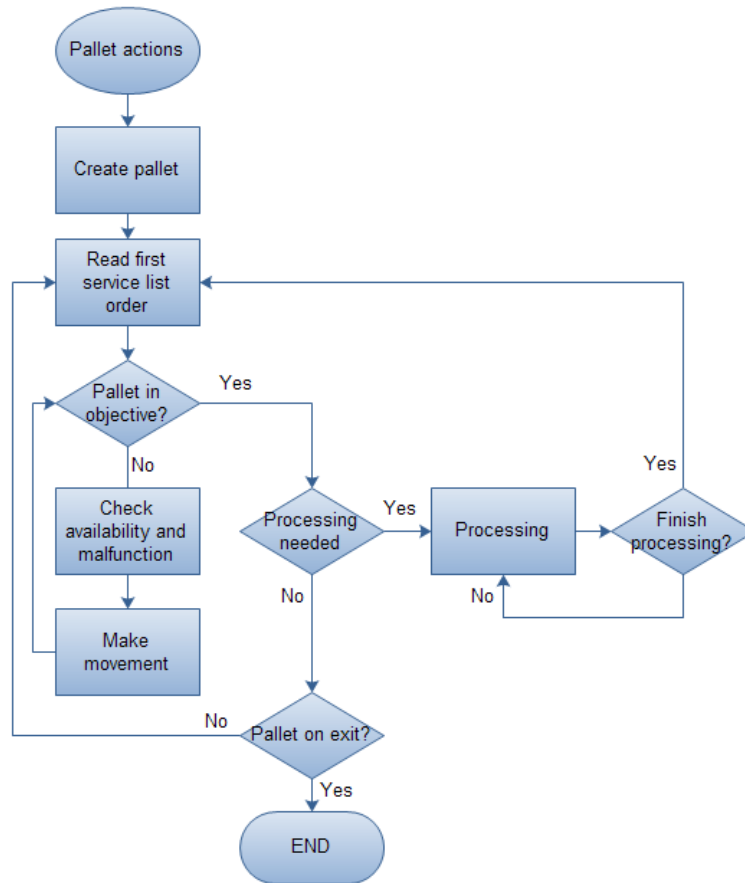 Pallet actions
Create pallet
Read first
service list
order
Pallet in
objective?
Yes
No
Check
availability and
malfunction
Make
movement
Processing
needed
Yes
Processing
Finish
processing?
Yes
No
No
Pallet on exit?
No
Yes
END